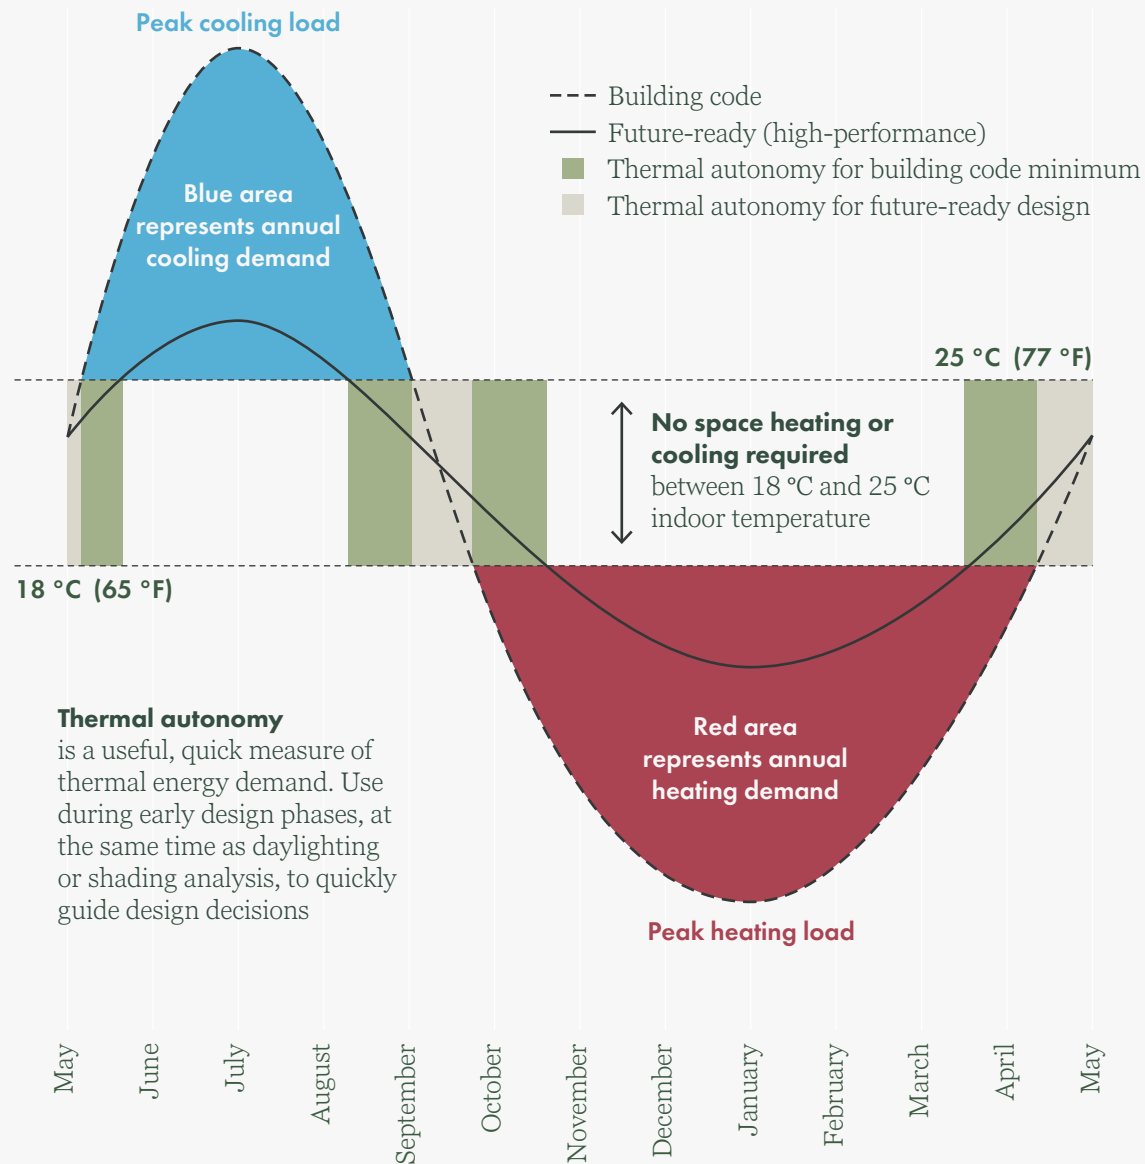 Peak cooling load
Building code
Future-ready (high-performance)
Thermal autonomy for building code minimum
Thermal autonomy for future-ready design
Blue area
represents annual
cooling demand
25 °C (77 °F)
No space heating or
cooling required
between 18 °C and 25 °C
indoor temperature
18 °C (65 °F)
Thermal autonomy
is a useful, quick measure of
thermal energy demand. Use
during early design phases, at
the same time as daylighting
or shading analysis, to quickly
guide design decisions
Red area
represents annual
heating demand
Peak heating load
May
June
July
August
September
October
November
December
January
February
March
April
May